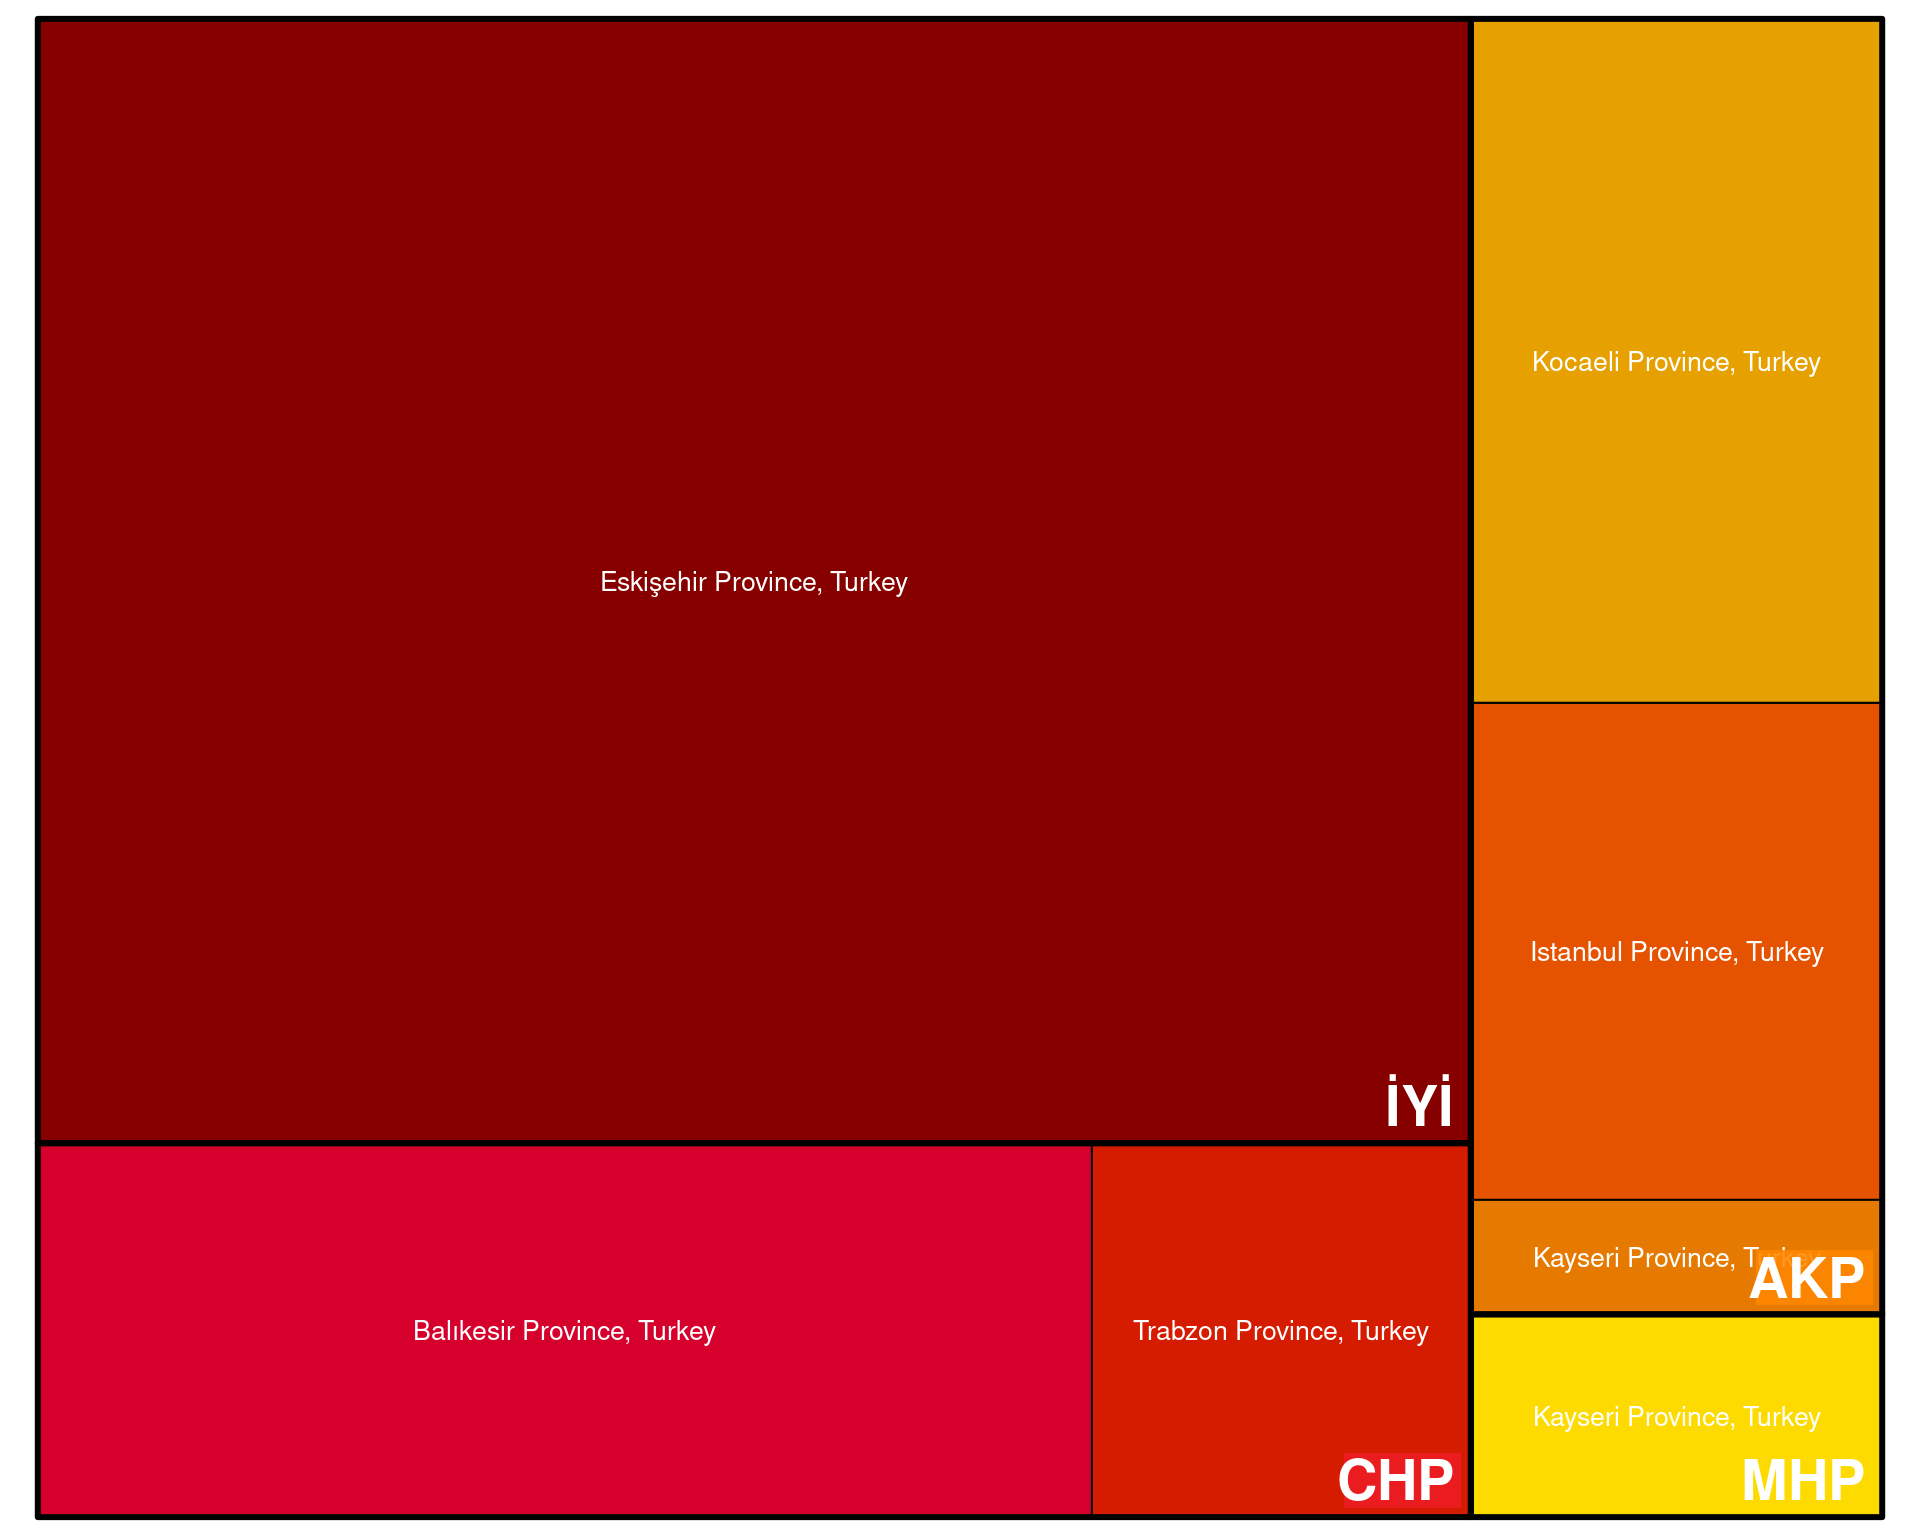 Eskişehir Province, Turkey
İYİ
Balıkesir Province, Turkey
Trabzon Province, Turkey
CHP
Kocaeli Province, Turkey
Istanbul Province, Turkey
Kayseri Province, Turkey
AKP
Kayseri Province, Turkey
MHP